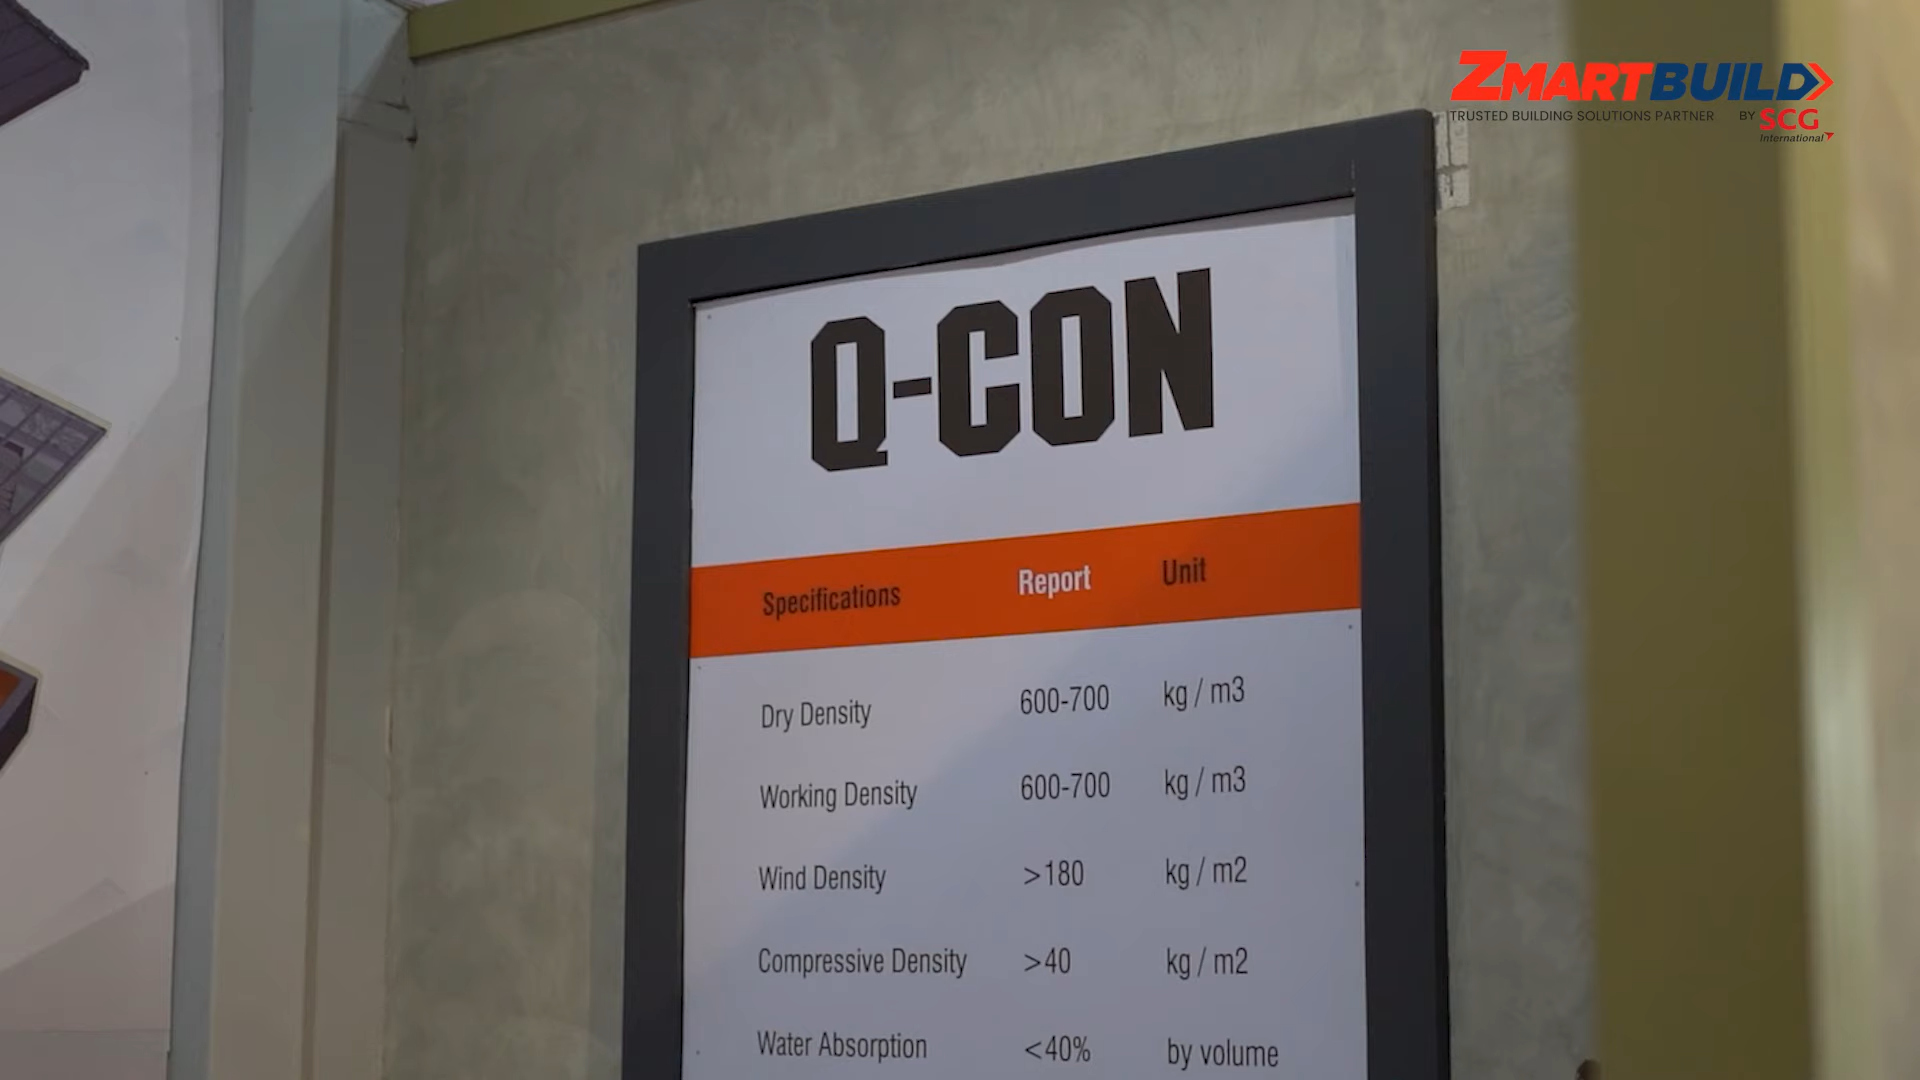 ZMARTBUILD
TRUSTED BUILDING SOLUTIONS PARTNER BY SCG
International
Q-CON
Specifications Report Unit
Dry Density 600-700 kg / m3
Working Density 600-700 kg / m3
Wind Density >180 kg / m2
Compressive Density >40 kg / m2
Water Absorption <40% by volume